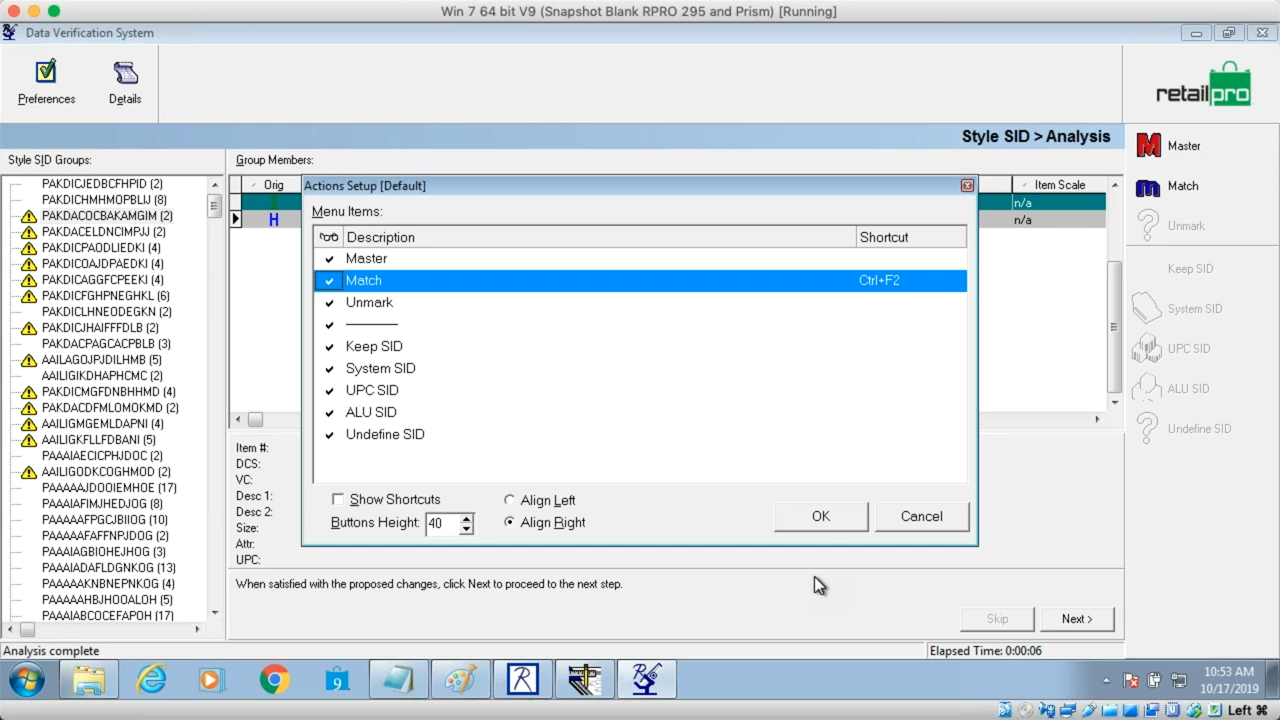 Win 7 64 bit V9 (Snapshot Blank RPRO 295 and Prism) [Running]
Data Verification System
Preferences
Details
retailpro
Style SID > Analysis
Style SID Groups:
PAKDICJEDBCFHPID (2)
PAKDICHMHMOPBLIJ (8)
PAKDACOCBAKAMGIM (2)
PAKDACELDNCIMPJJ (2)
PAKDICPAODLIEDKI (4)
PAKDICOAJDPAEDKI (4)
PAKDICAGGFCPEEKI (4)
PAKDICFGHPNEGHKL (6)
PAKDICLHNEODEGKN (2)
PAKDICJHAIFFFDLB (2)
PAKDACPAGCACPBLB (3)
AAILAGOJPJDILHMB (5)
AAILIGIKDHAPHCMC (2)
PAKDICMGFDNBHHMD (4)
PAKDACDFMLOMOKMD (2)
AAILIGMGEMLDAPNI (4)
AAILIGKFLLFDBANI (5)
PAAAIAECICPHJDOC (2)
AAILIGODKCOGHMOD (2)
PAAAAAJDOOIEMHOE (17)
PAAAIAFIMJHEDJOG (8)
PAAAAAFPGCJBIIOG (10)
PAAAAAFAFFNPJDOG (2)
PAAAIAGBIOHEJHOG (3)
PAAAIADAFLDGNKOG (13)
PAAAAAKNBNEPNKOG (4)
PAAAAAHBJHOOALOH (5)
PAAAIABCOCEFAPOH (17)
Group Members:
Orig
Item Scale
I
n/a
H
n/a
Actions Setup [Default]
Menu Items:
Description
Shortcut
Master
Match
Ctrl+F2
Unmark
Keep SID
System SID
UPC SID
ALU SID
Undefine SID
Show Shortcuts
Align Left
Buttons Height:
40
Align Right
OK
Cancel
Item #:
DCS:
VC:
Desc 1:
Desc 2:
Size:
Attr:
UPC:
When satisfied with the proposed changes, click Next to proceed to the next step.
Skip
Next >
Master
Match
Unmark
Keep SID
System SID
UPC SID
ALU SID
Undefine SID
Analysis complete
Elapsed Time: 0:00:06
10:53 AM
10/17/2019
Left ⌘